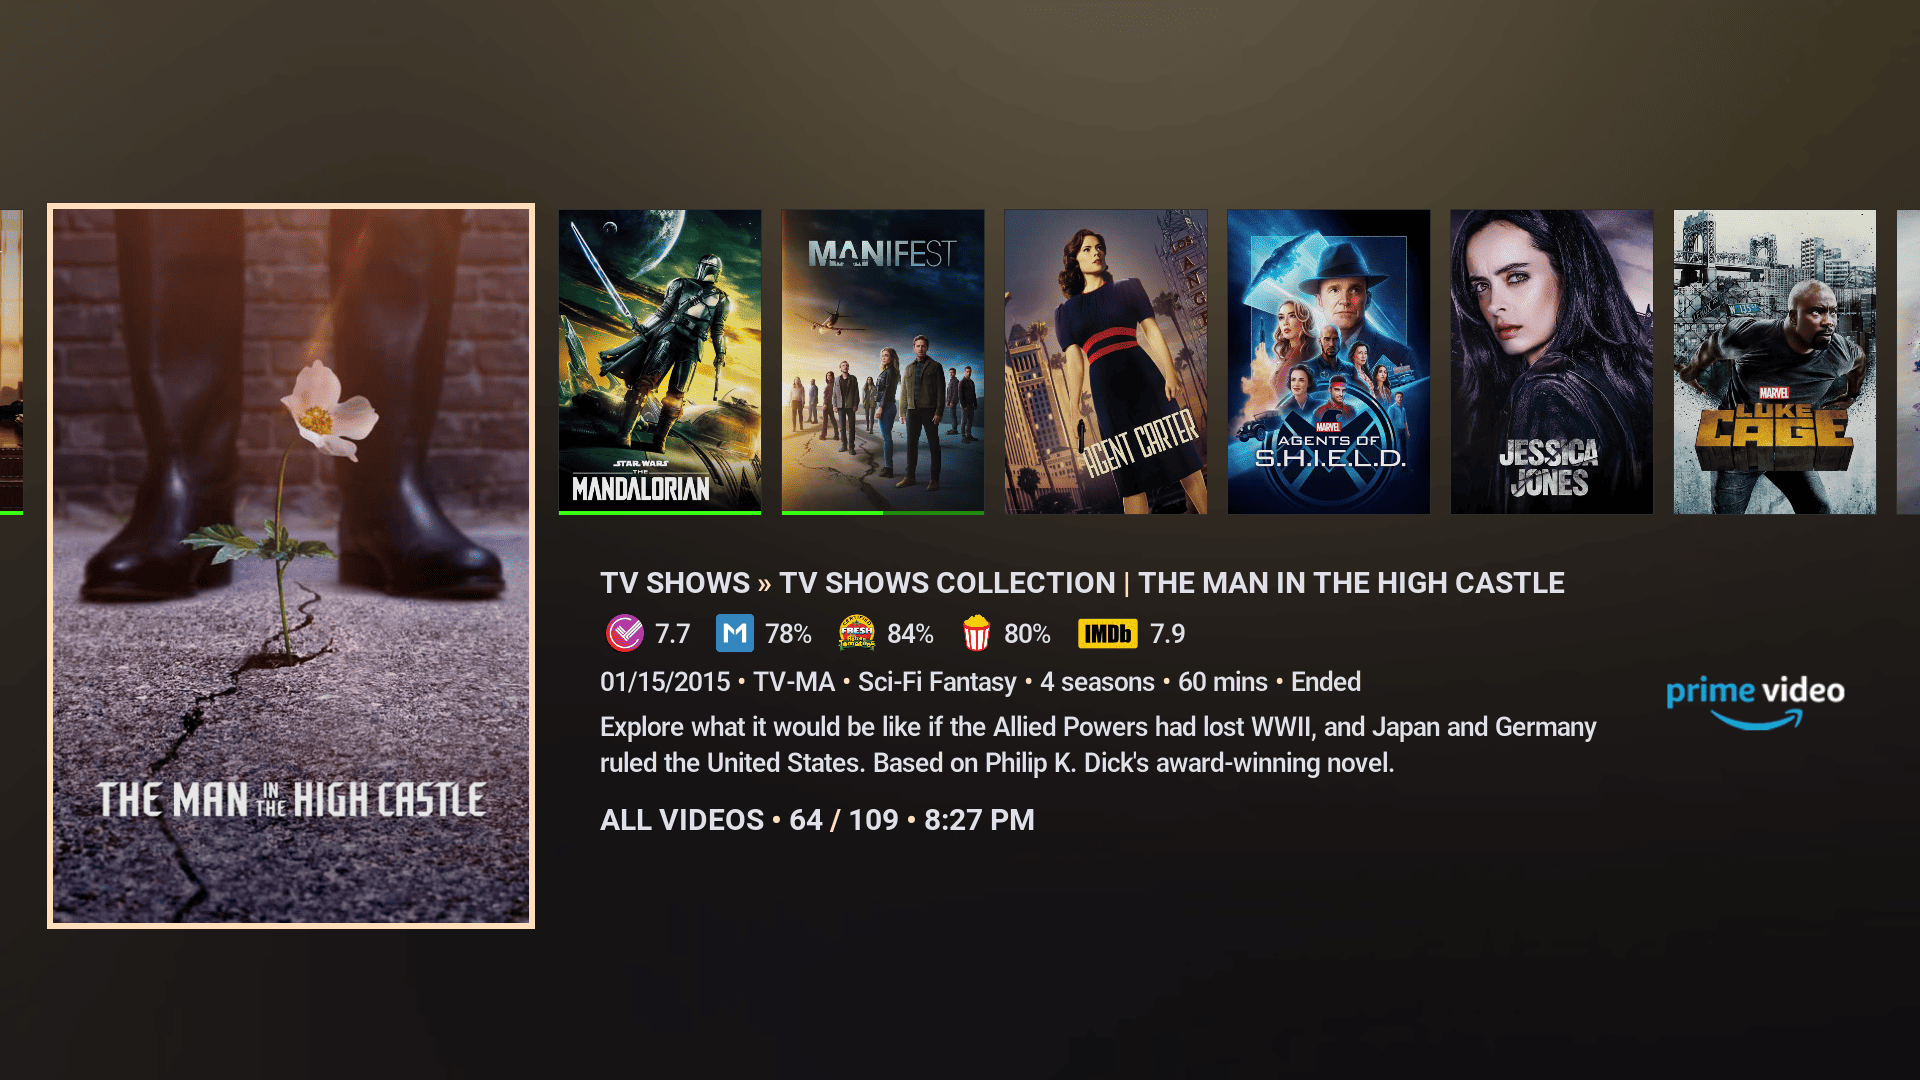 MANIFEST
AGENT CARTER
MARVEL
AGENTS OF
S.H.I.E.L.D.
JESSICA
JONES
MARVEL
LUKE
CAGE
STAR WARS
THE
MANDALORIAN
THE MAN IN THE HIGH CASTLE
TV SHOWS » TV SHOWS COLLECTION | THE MAN IN THE HIGH CASTLE
7.7 M 78% FRESH 84% 80% IMDb 7.9
01/15/2015 • TV-MA • Sci-Fi Fantasy • 4 seasons • 60 mins • Ended
prime video
Explore what it would be like if the Allied Powers had lost WWII, and Japan and Germany
ruled the United States. Based on Philip K. Dick's award-winning novel.
ALL VIDEOS • 64 / 109 • 8:27 PM